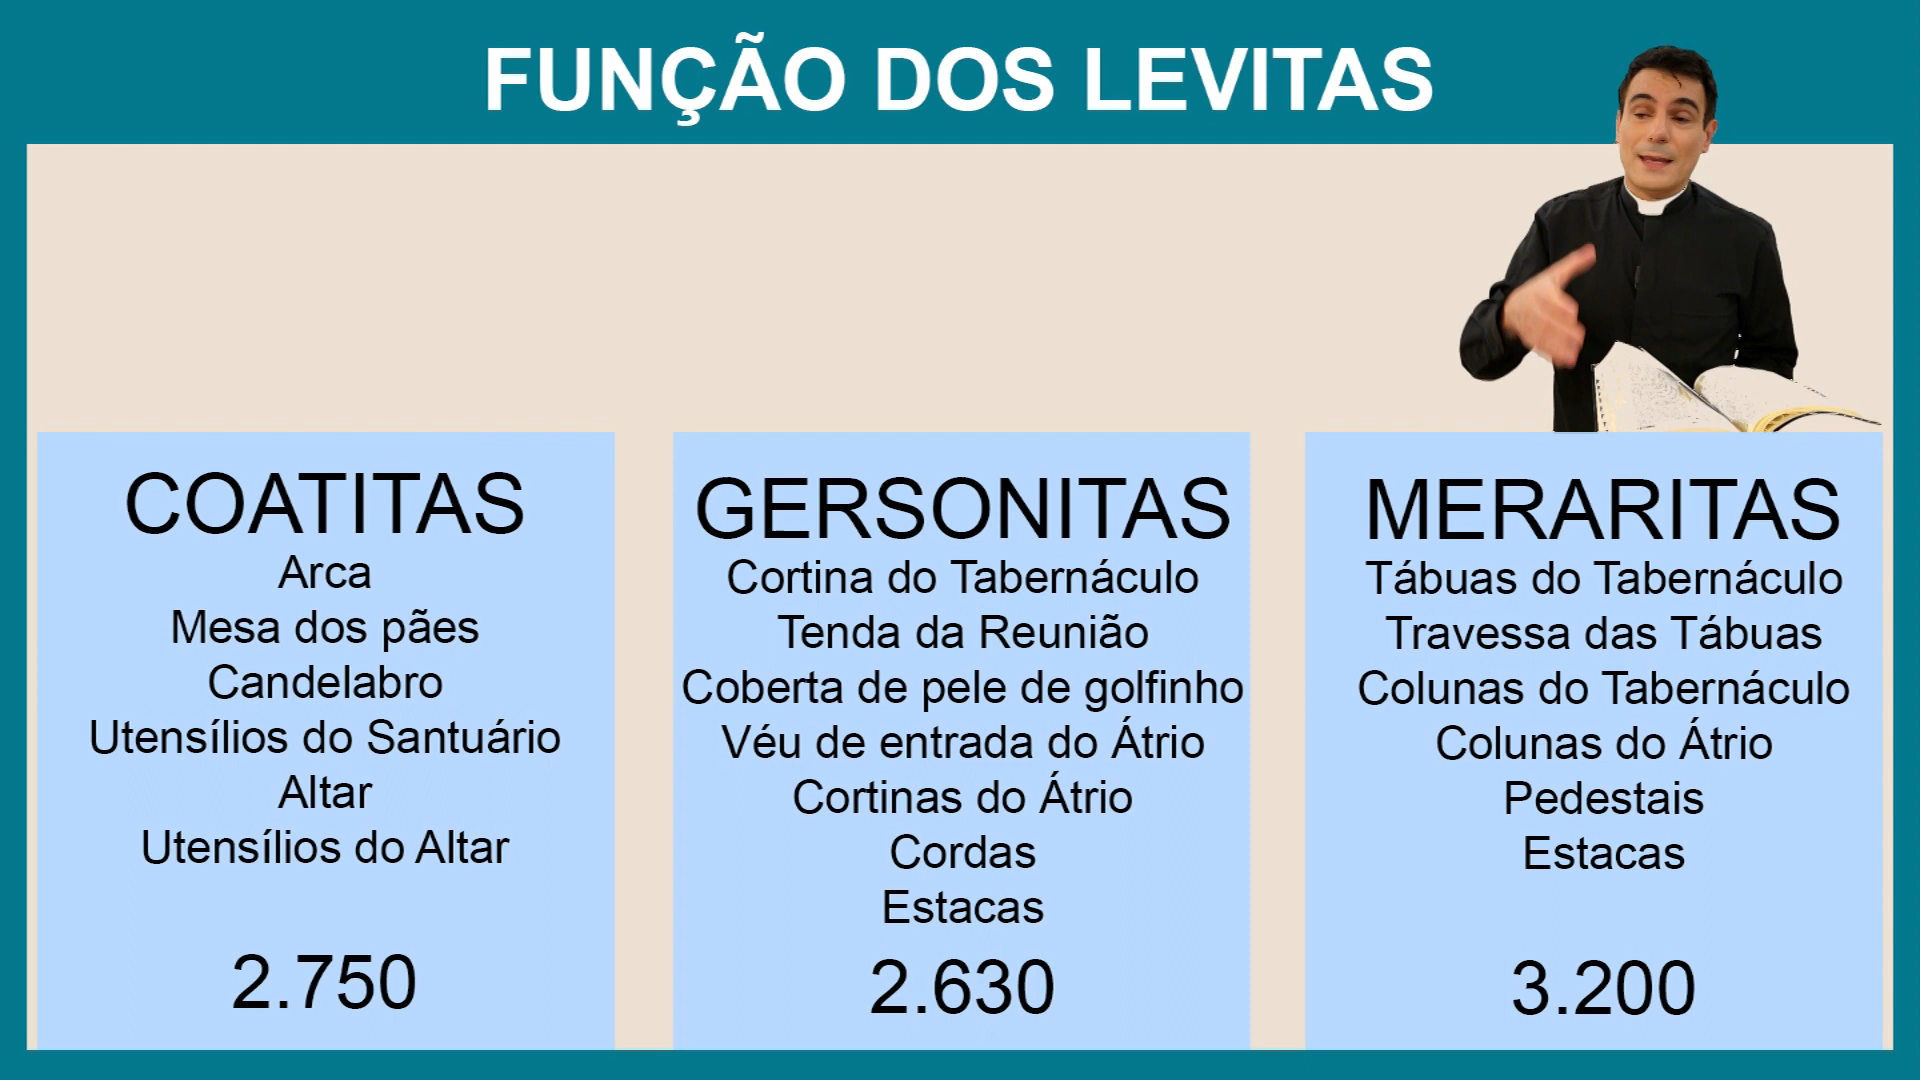 FUNÇÃO DOS LEVITAS
COATITAS
Arca
Mesa dos pães
Candelabro
Utensílios do Santuário
Altar
Utensílios do Altar
2.750
GERSONITAS
Cortina do Tabernáculo
Tenda da Reunião
Coberta de pele de golfinho
Véu de entrada do Átrio
Cortinas do Átrio
Cordas
Estacas
2.630
MERARITAS
Tábuas do Tabernáculo
Travessa das Tábuas
Colunas do Tabernáculo
Colunas do Átrio
Pedestais
Estacas
3.200